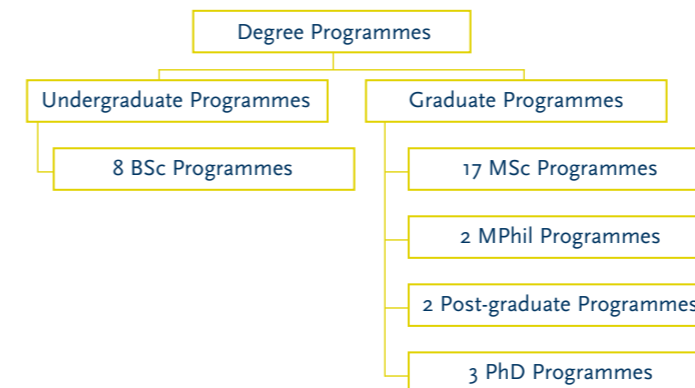 Degree Programmes
Undergraduate Programmes
Graduate Programmes
8 BSc Programmes
17 MSc Programmes
2 MPhil Programmes
2 Post-graduate Programmes
3 PhD Programmes